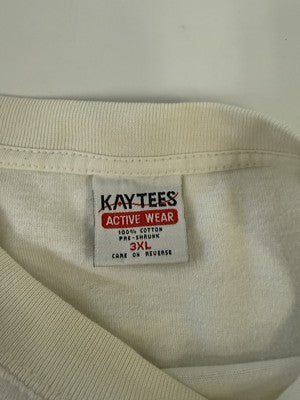 KAYTEES
ACTIVE WEAR
100% COTTON
PRE-SHRUNK
3XL
CARE ON REVERSE